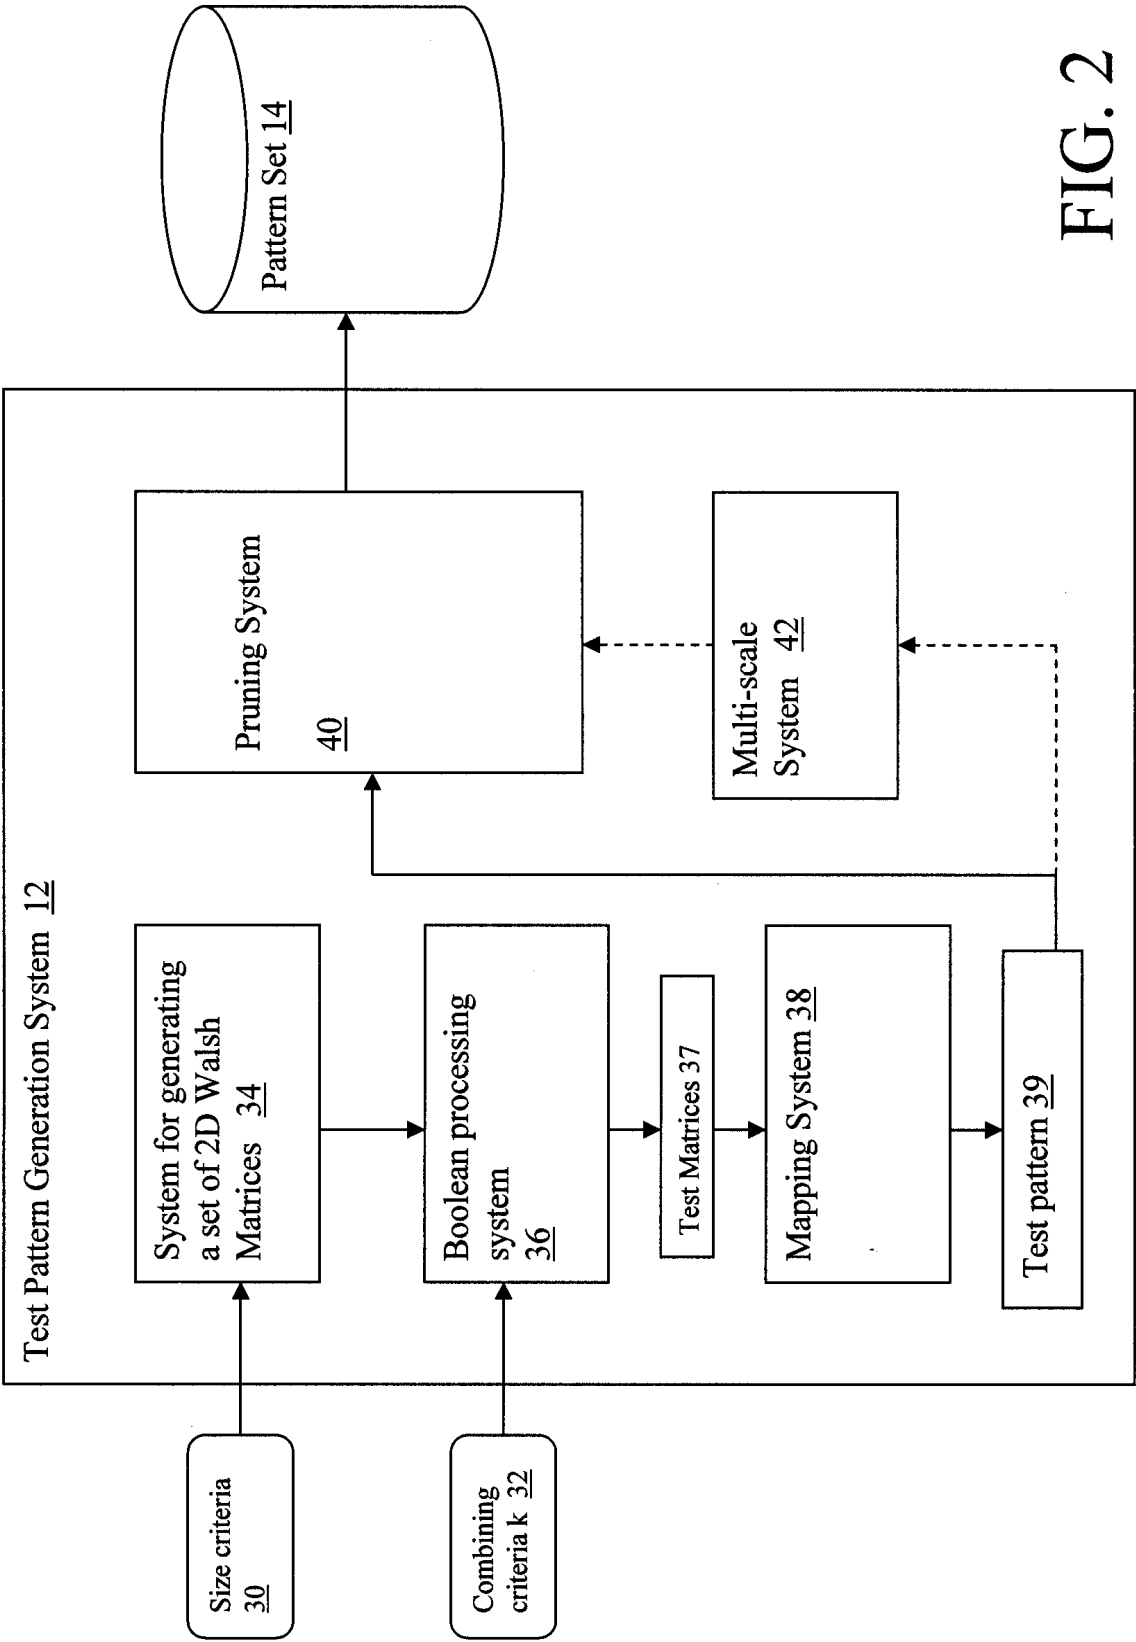 Test Pattern Generation System 12
Size criteria
30
System for generating
a set of 2D Walsh
Matrices 34
Pruning System
40
Pattern Set 14
Combining
criteria k 32
Boolean processing
system
36
Test Matrices 37
Multi-scale
System 42
Mapping System 38
Test pattern 39
FIG. 2